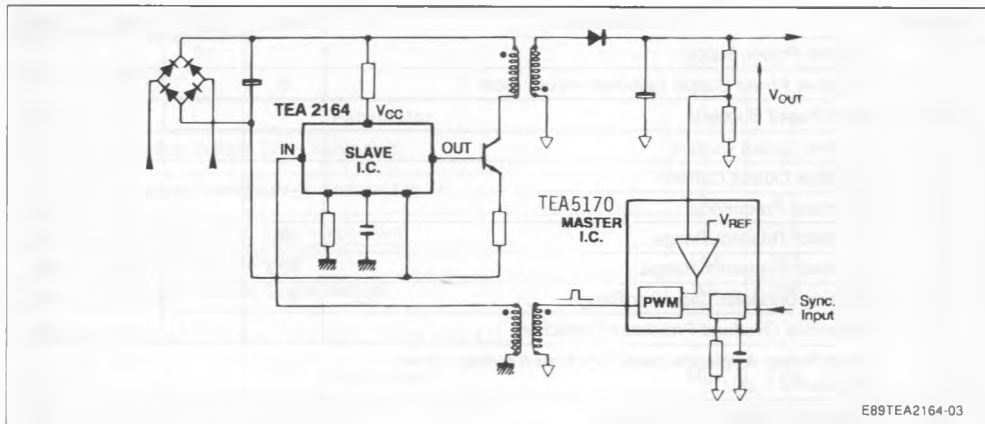 TEA 2164
VCC
IN
SLAVE
I.C.
OUT
VOUT
TEA5170
MASTER
I.C.
VREF
PWM
Sync.
Input
E89TEA2164-03